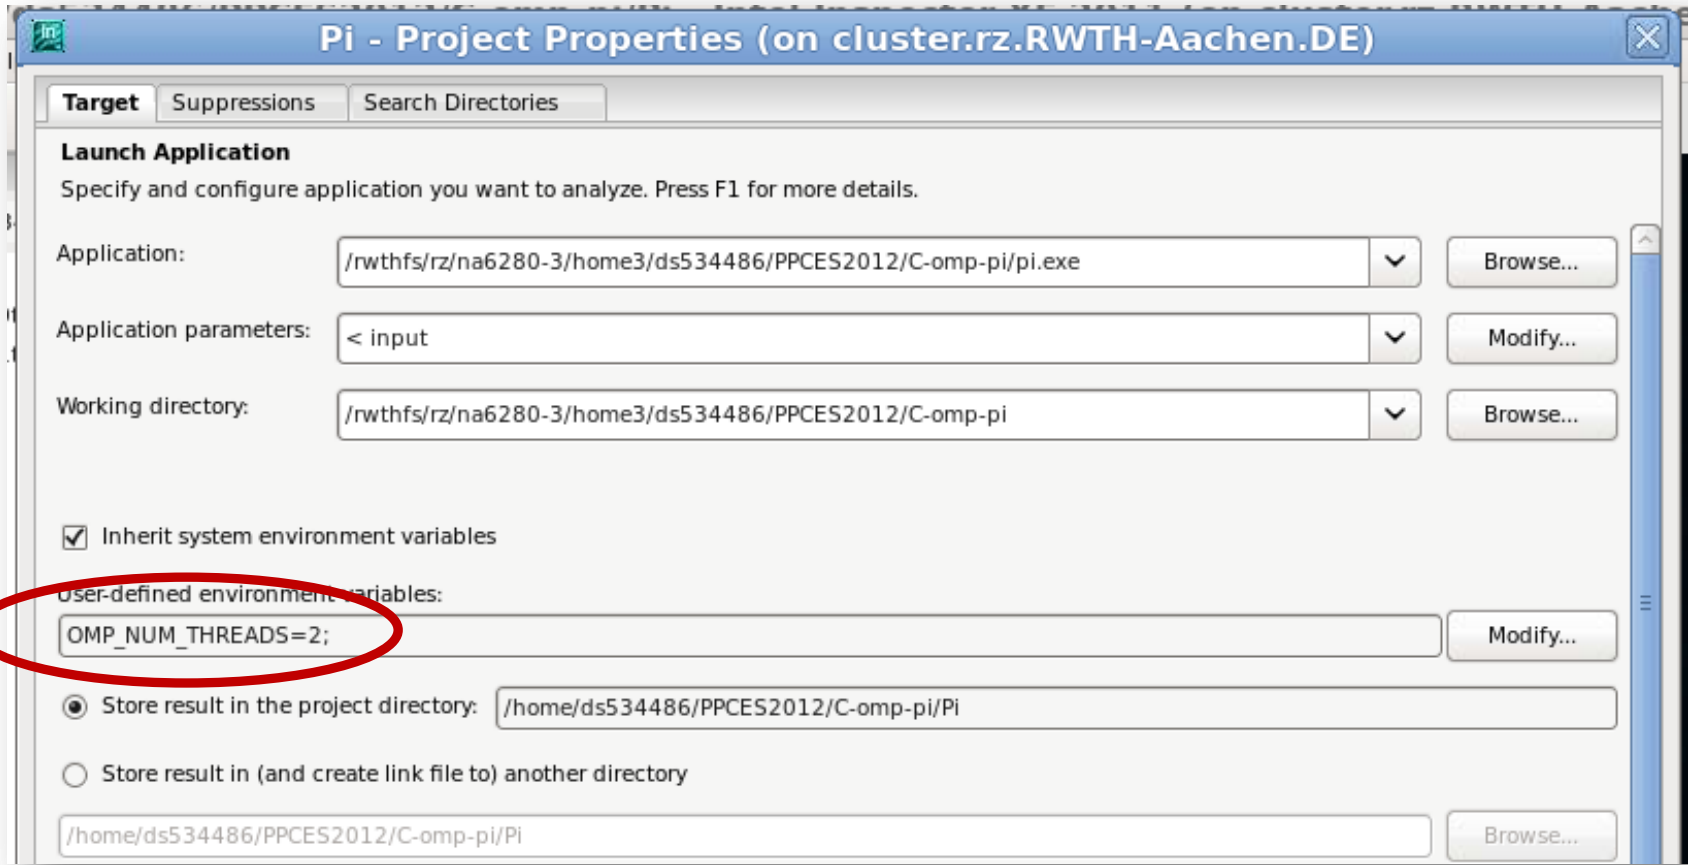 Pi - Project Properties (on cluster.rz.RWTH-Aachen.DE)
Target Suppressions Search Directories
Launch Application
Specify and configure application you want to analyze. Press F1 for more details.
Application: /rwthfs/rz/na6280-3/home3/ds534486/PPCES2012/C-omp-pi/pi.exe Browse...
Application parameters: < input Modify...
Working directory: /rwthfs/rz/na6280-3/home3/ds534486/PPCES2012/C-omp-pi Browse...
Inherit system environment variables
User-defined environment variables:
OMP_NUM_THREADS=2; Modify...
Store result in the project directory: /home/ds534486/PPCES2012/C-omp-pi/Pi
Store result in (and create link file to) another directory
/home/ds534486/PPCES2012/C-omp-pi/Pi Browse...